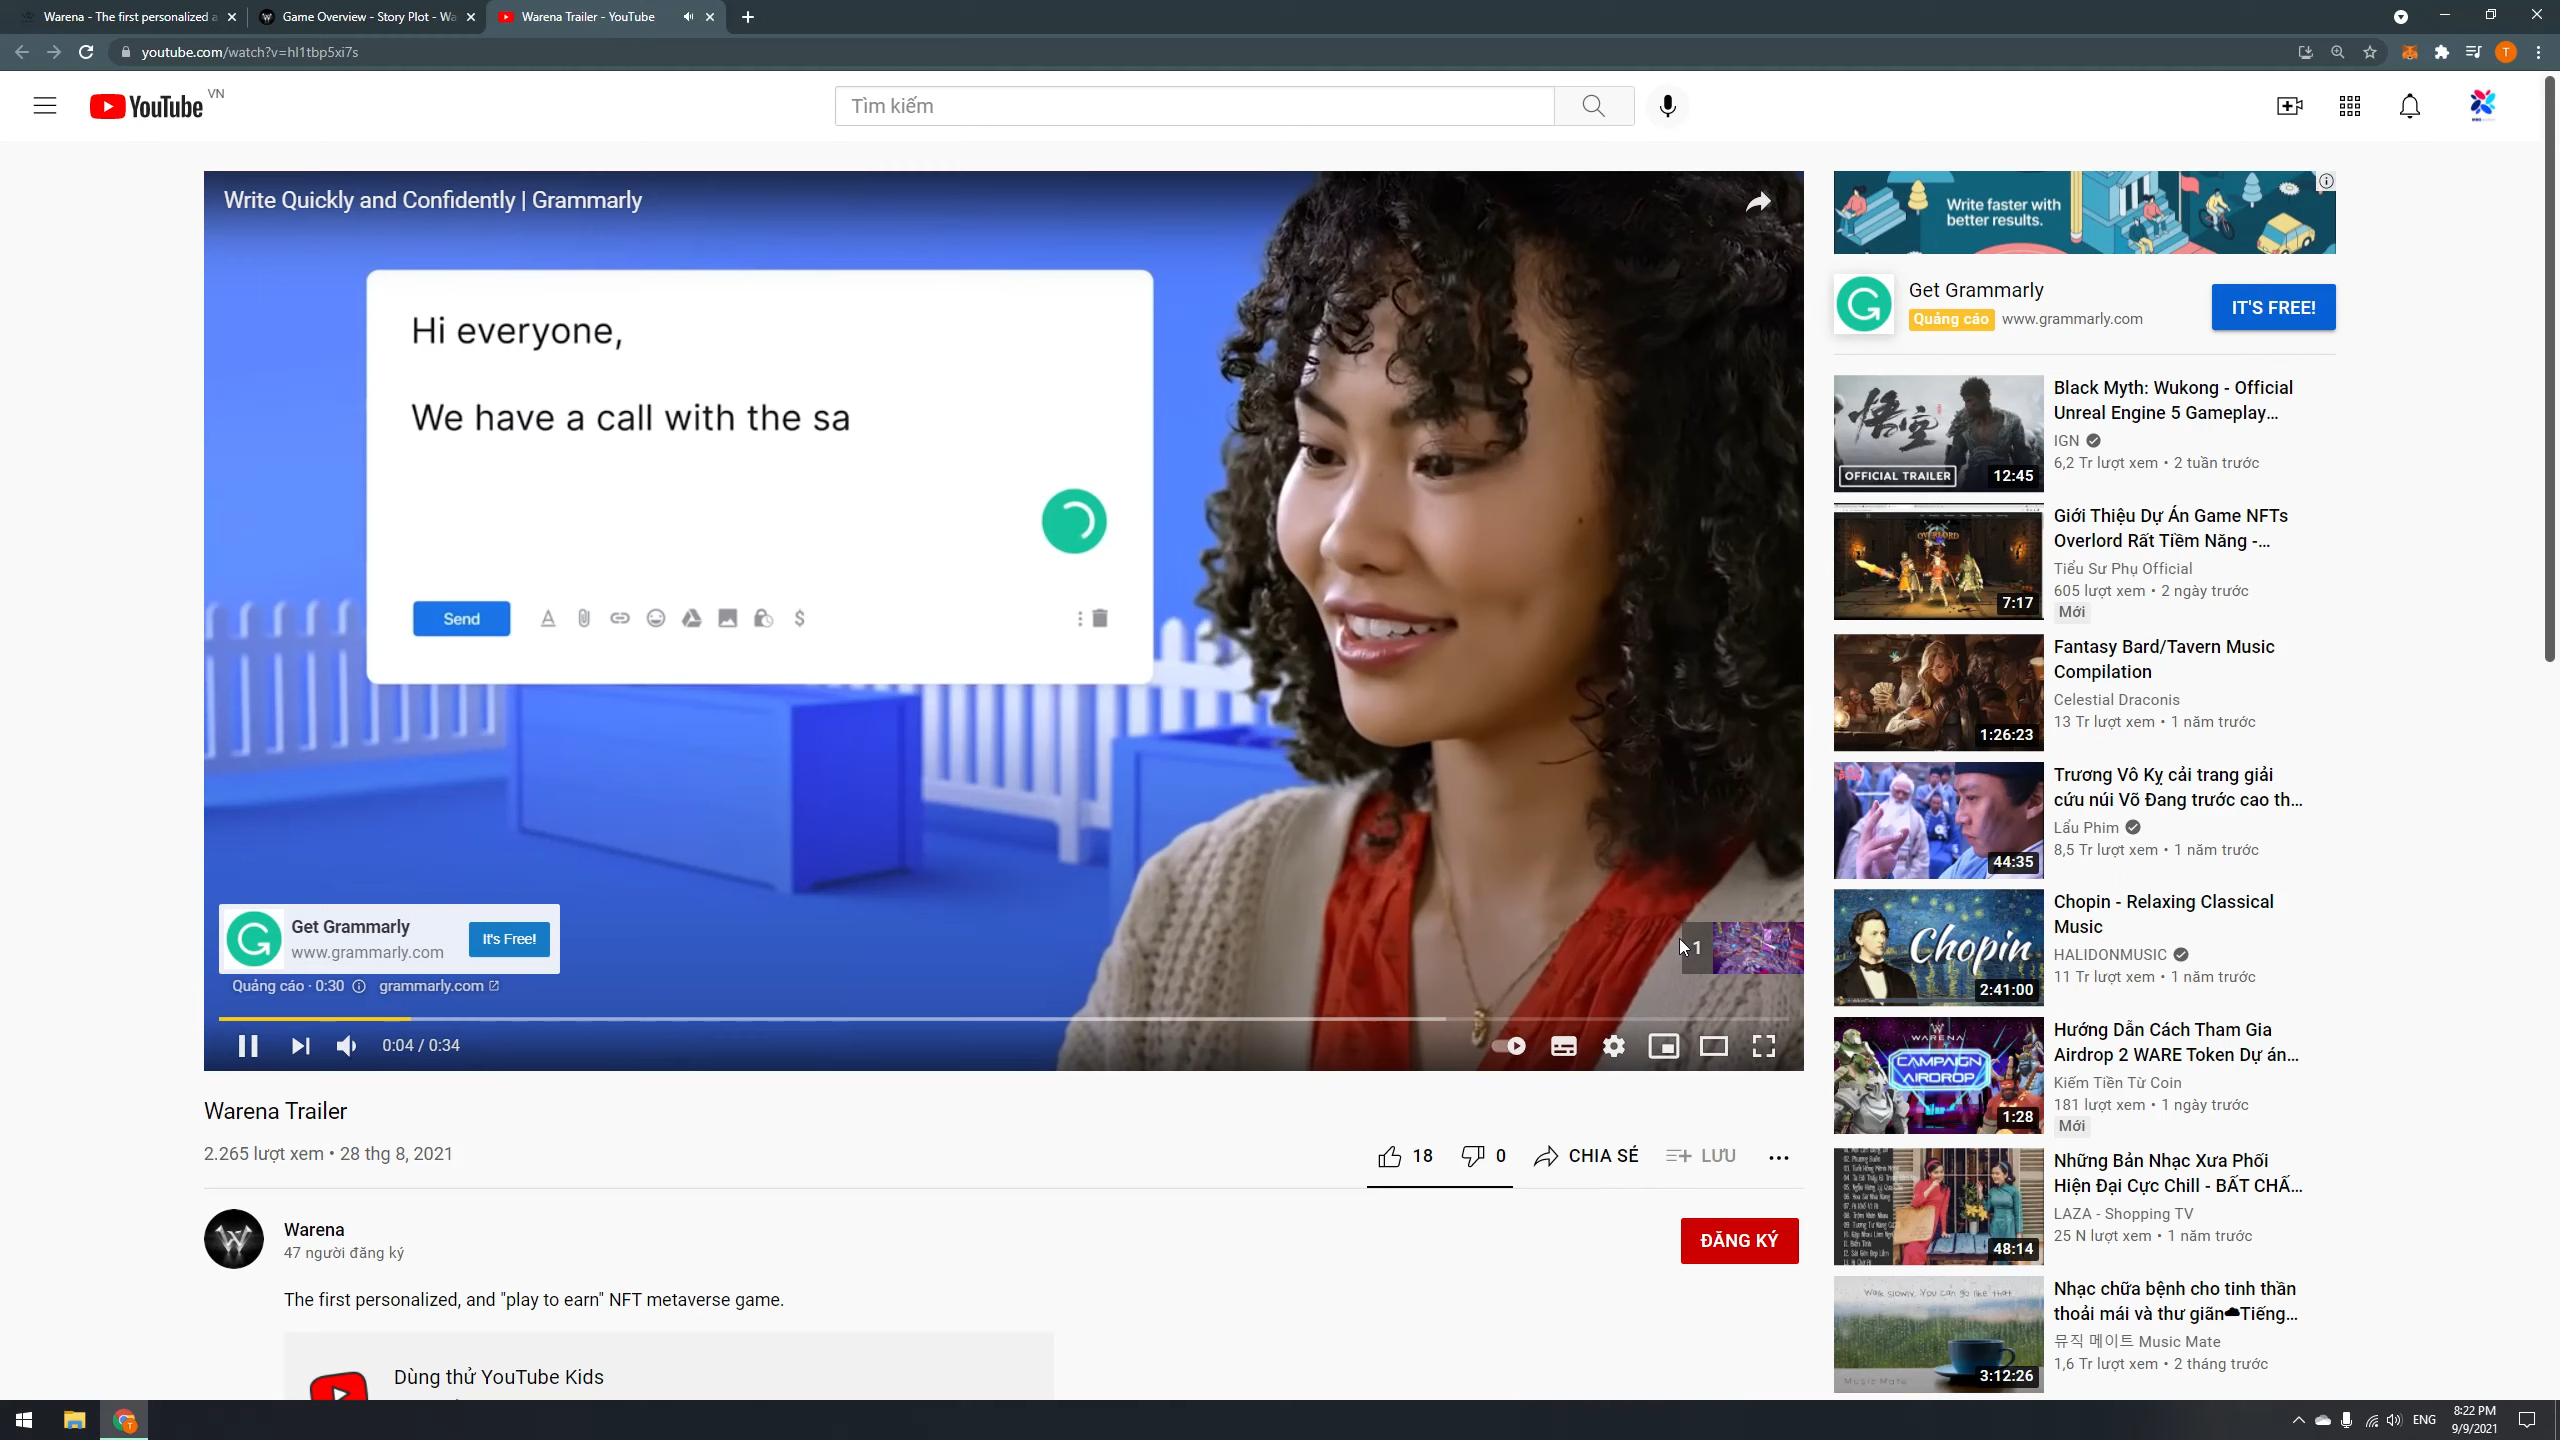 Warena - The first personalized a
Game Overview - Story Plot - Wa
Warena Trailer - YouTube
youtube.com/watch?v=hl1tbp5xi7s
T
YouTube VN
Tìm kiếm
Write Quickly and Confidently | Grammarly
Hi everyone,
We have a call with the sa
Send
Get Grammarly
www.grammarly.com
It's Free!
Quảng cáo · 0:30
grammarly.com
1
0:04 / 0:34
Warena Trailer
2.265 lượt xem • 28 thg 8, 2021
18
0
CHIA SẺ
LƯU
Warena
47 người đăng ký
ĐĂNG KÝ
The first personalized, and "play to earn" NFT metaverse game.
Dùng thử YouTube Kids
Write faster with
better results.
Get Grammarly
Quảng cáo www.grammarly.com
IT'S FREE!
悟空
OFFICIAL TRAILER
12:45
Black Myth: Wukong - Official
Unreal Engine 5 Gameplay...
IGN
6,2 Tr lượt xem • 2 tuần trước
OVERLORD
7:17
Giới Thiệu Dự Án Game NFTs
Overlord Rất Tiềm Năng -...
Tiểu Sư Phụ Official
605 lượt xem • 2 ngày trước
Mới
1:26:23
Fantasy Bard/Tavern Music
Compilation
Celestial Draconis
13 Tr lượt xem • 1 năm trước
44:35
Trương Vô Kỵ cải trang giải
cứu núi Võ Đang trước cao th...
Lẩu Phim
8,5 Tr lượt xem • 1 năm trước
Chopin
2:41:00
Chopin - Relaxing Classical
Music
HALIDONMUSIC
11 Tr lượt xem • 1 năm trước
WARENA
CAMPAIGN
AIRDROP
1:28
Hướng Dẫn Cách Tham Gia
Airdrop 2 WARE Token Dự án...
Kiếm Tiền Từ Coin
181 lượt xem • 1 ngày trước
Mới
48:14
Những Bản Nhạc Xưa Phối
Hiện Đại Cực Chill - BẤT CHẤ...
LAZA - Shopping TV
25 N lượt xem • 1 năm trước
Walk slowly. You can go like that
Music Mate
3:12:26
Nhạc chữa bệnh cho tinh thần
thoải mái và thư giãn☁Tiếng...
뮤직 메이트 Music Mate
1,6 Tr lượt xem • 2 tháng trước
ENG
8:22 PM
9/9/2021